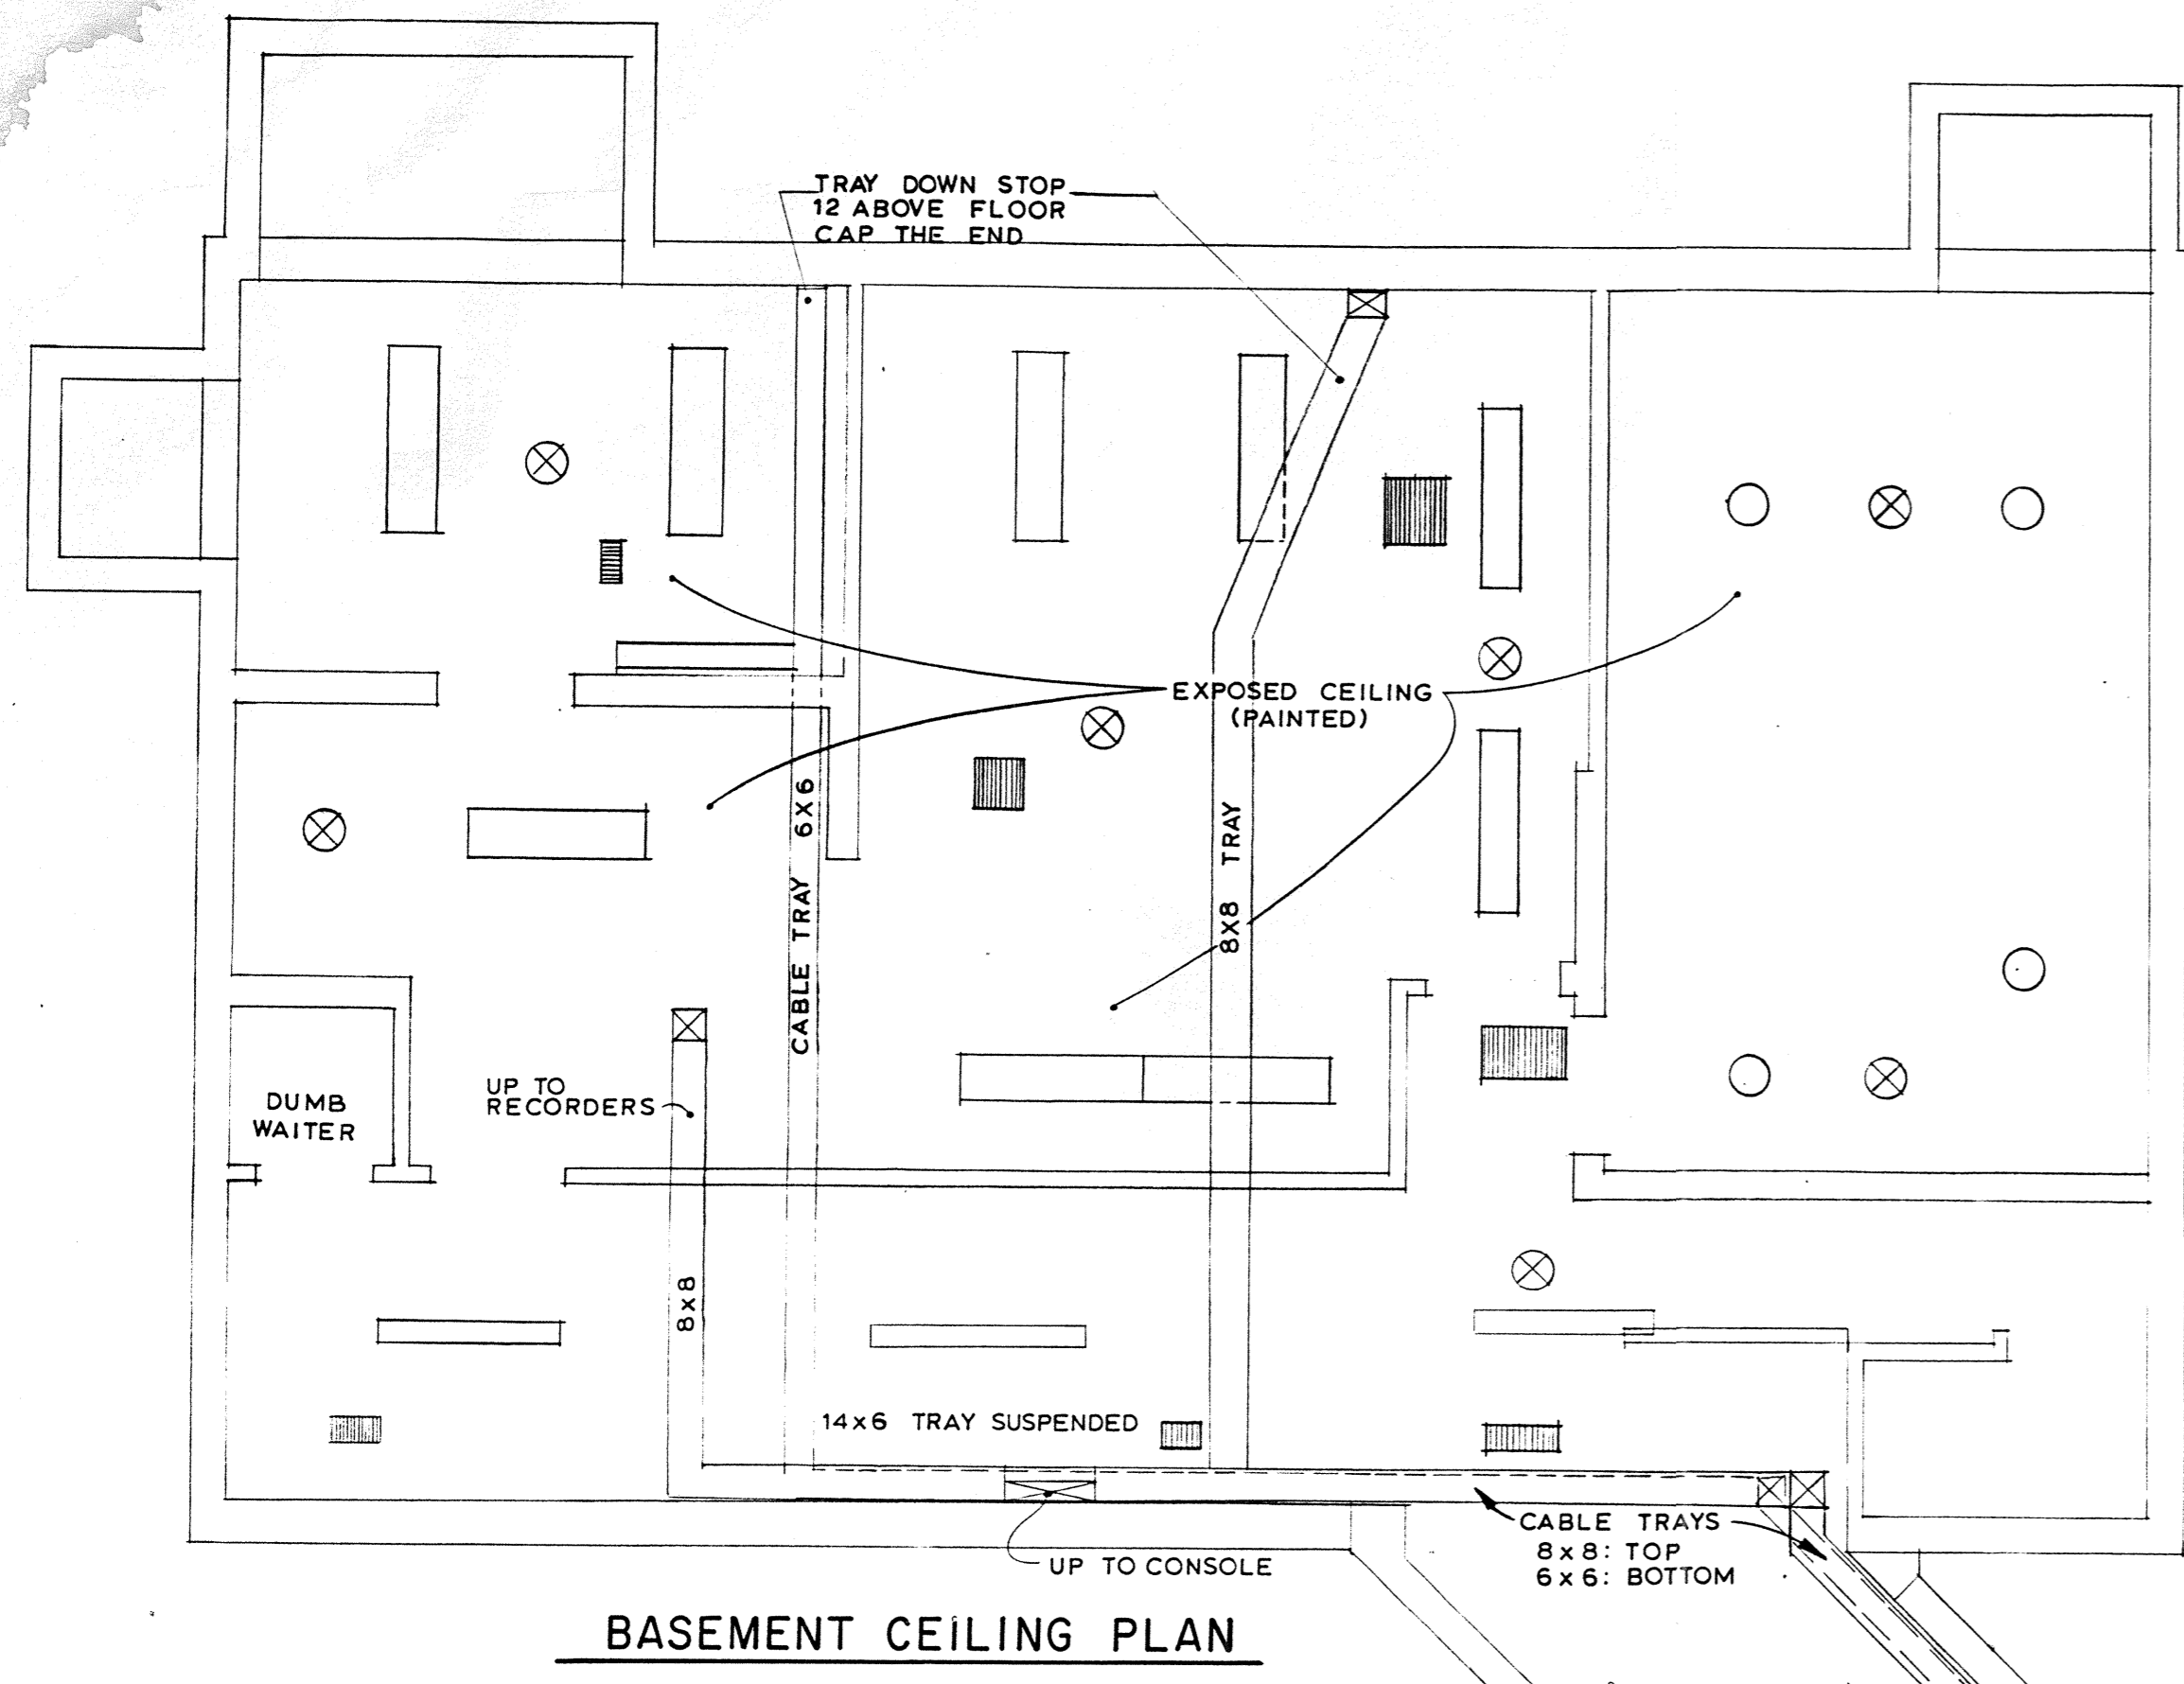 TRAY DOWN STOP
12 ABOVE FLOOR
CAP THE END
EXPOSED CEILING
(PAINTED)
CABLE TRAY 6X6
8X8 TRAY
UP TO
RECORDERS
DUMB
WAITER
8x8
14x6 TRAY SUSPENDED
CABLE TRAYS
8x8: TOP
6x6: BOTTOM
UP TO CONSOLE
BASEMENT CEILING PLAN